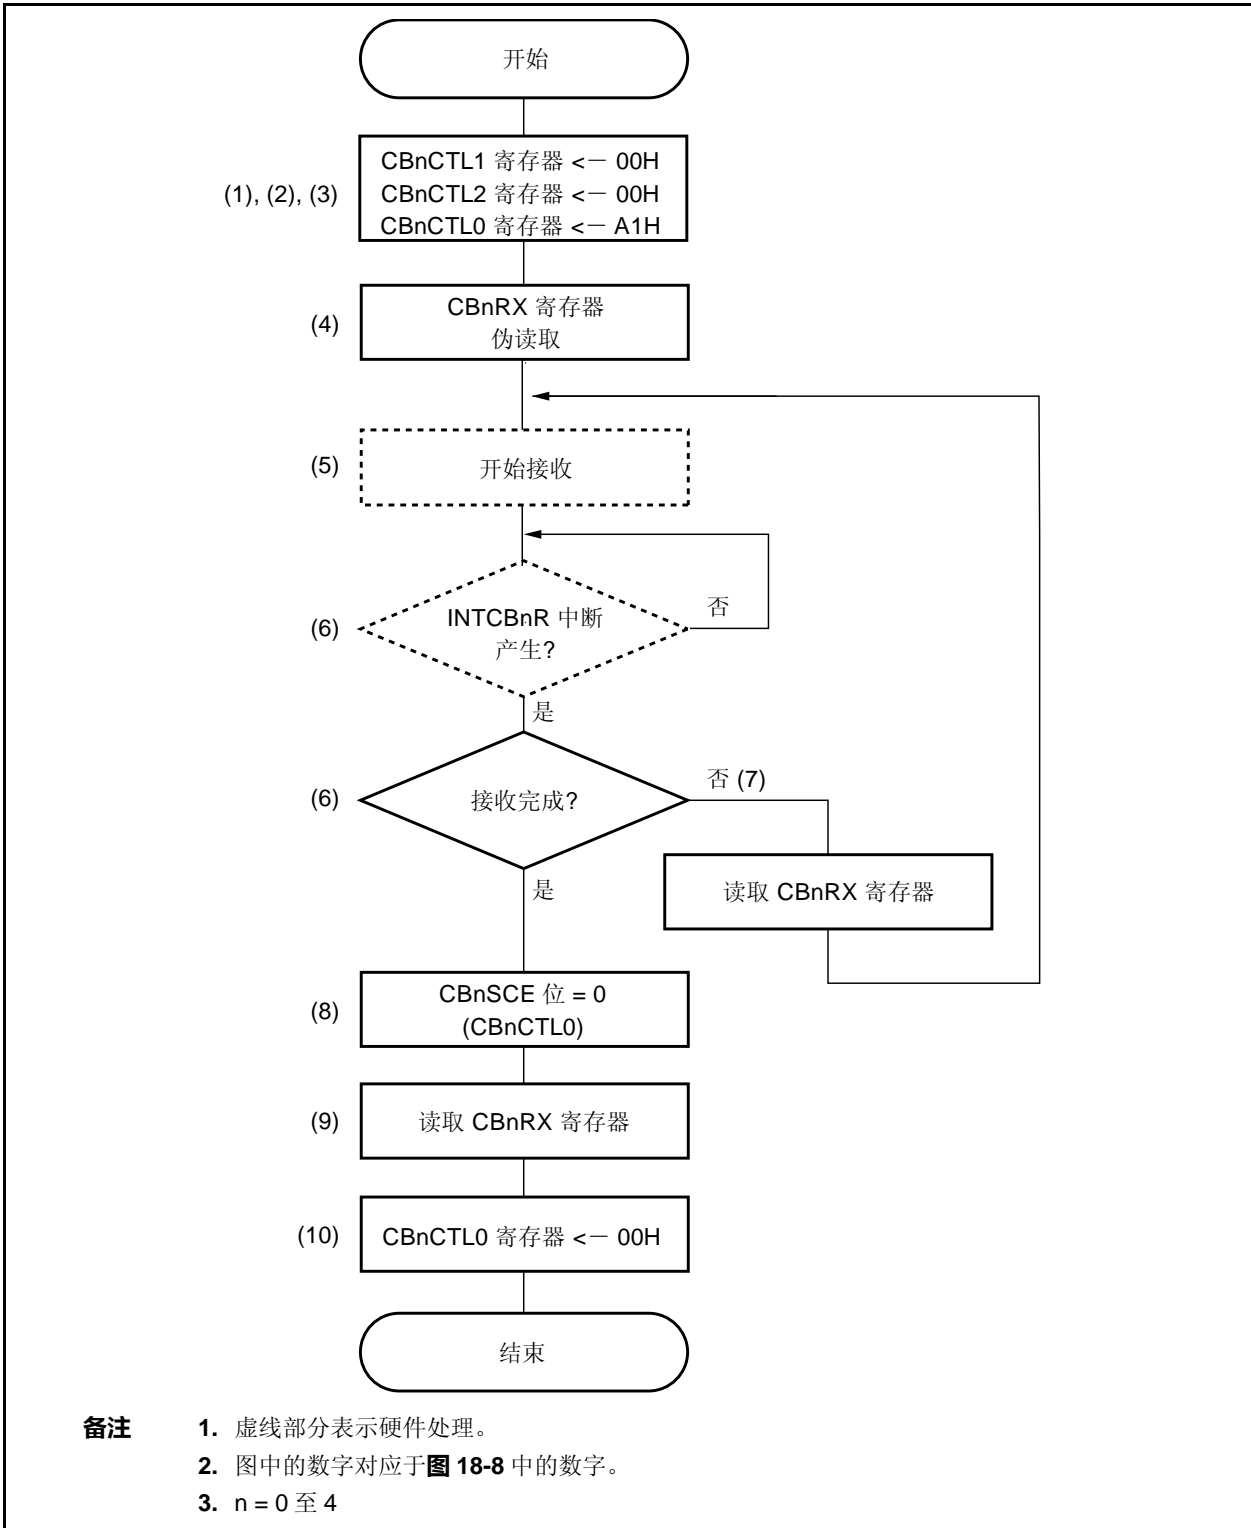 开始
(1), (2), (3)
CBnCTL1 寄存器 <− 00H
CBnCTL2 寄存器 <− 00H
CBnCTL0 寄存器 <− A1H
(4)
CBnRX 寄存器
伪读取
(5)
开始接收
(6)
INTCBnR 中断
产生?
否
是
(6)
接收完成?
否 (7)
读取 CBnRX 寄存器
是
(8)
CBnSCE 位 = 0
(CBnCTL0)
(9)
读取 CBnRX 寄存器
(10)
CBnCTL0 寄存器 <− 00H
结束
备注 1. 虚线部分表示硬件处理。
2. 图中的数字对应于图 18-8 中的数字。
3. n = 0 至 4